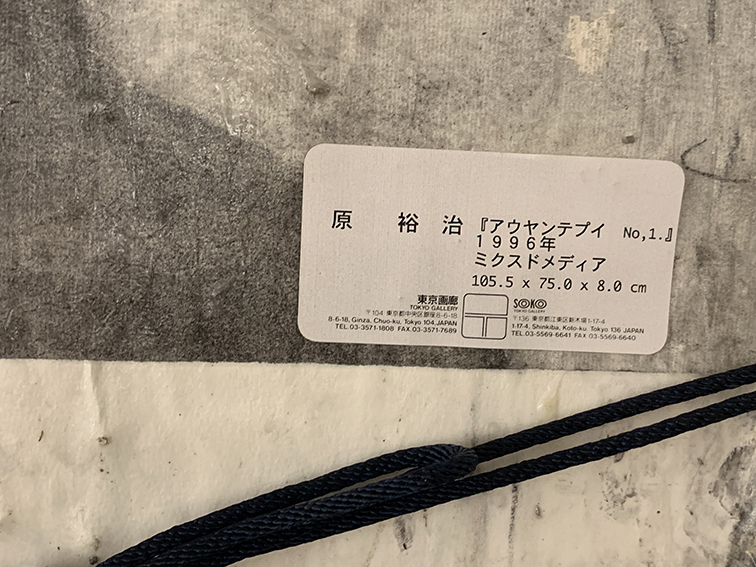 原 裕 治 『アウヤンテプイ No,1.』
1996年
ミクスドメディア
105.5 x 75.0 x 8.0 cm
東京画廊
TOKYO GALLERY
〒104 東京都中央区銀座8-6-18
8-6-18, Ginza, Chuo-ku, Tokyo 104, JAPAN
TEL. 03-3571-1808 FAX. 03-3571-7689
SOKO
TOKYO GALLERY
〒136 東京都江東区新木場1-17-4
1-17-4, Shinkiba, Koto-ku, Tokyo 136 JAPAN
TEL. 03-5569-6641 FAX 03-5569-6640